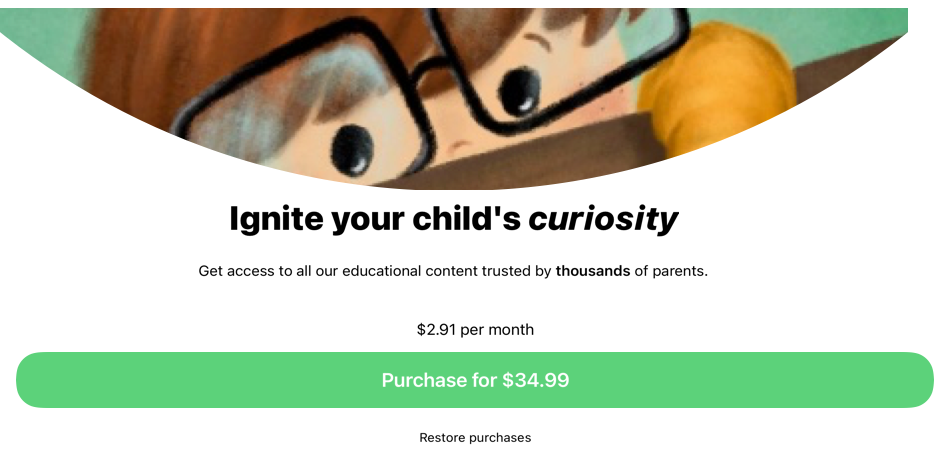 Ignite your child's curiosity
Get access to all our educational content trusted by thousands of parents.
$2.91 per month
Purchase for $34.99
Restore purchases